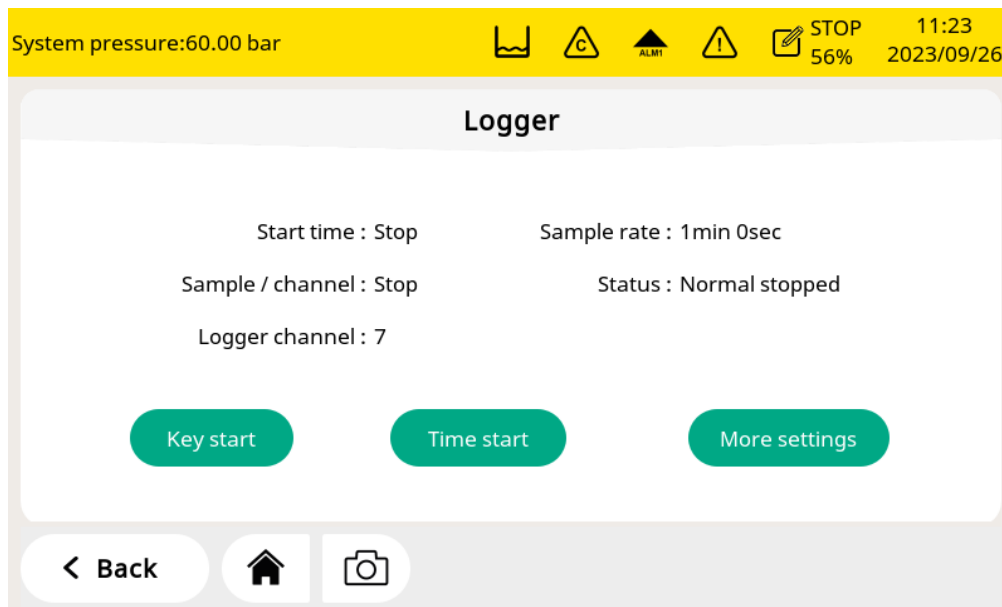 System pressure:60.00 bar
C
ALM1
!
STOP
56%
11:23
2023/09/26
Logger
Start time : Stop
Sample rate : 1min 0sec
Sample / channel : Stop
Status : Normal stopped
Logger channel : 7
Key start
Time start
More settings
Back